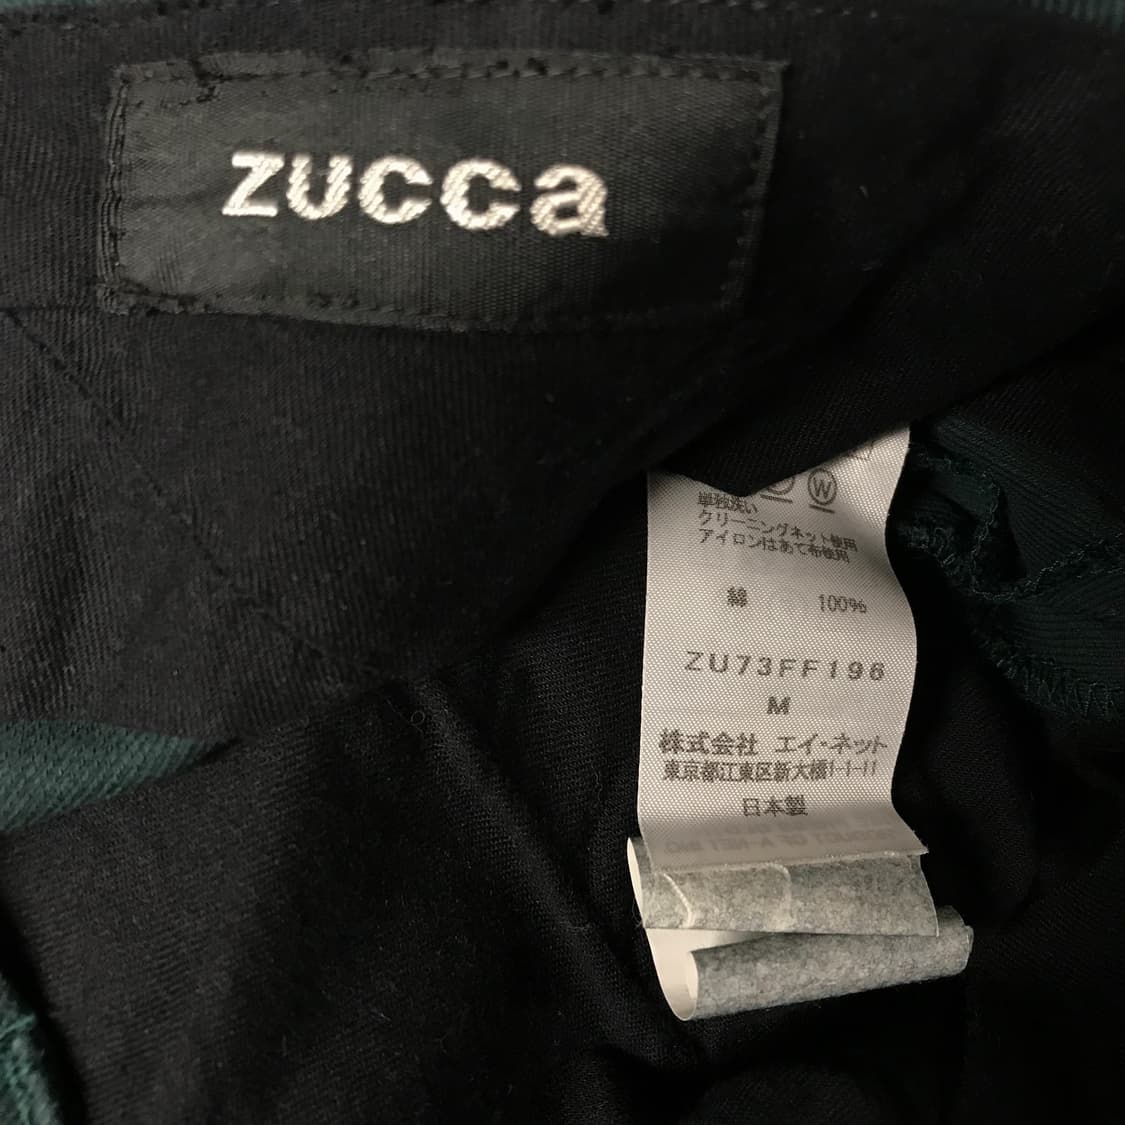 zucca
W
単独洗い
クリーニングネット使用
アイロンはあて布使用
綿 100%
ZU73FF196
M
株式会社 エイ・ネット
東京都江東区新大橋1-1-11
日本製